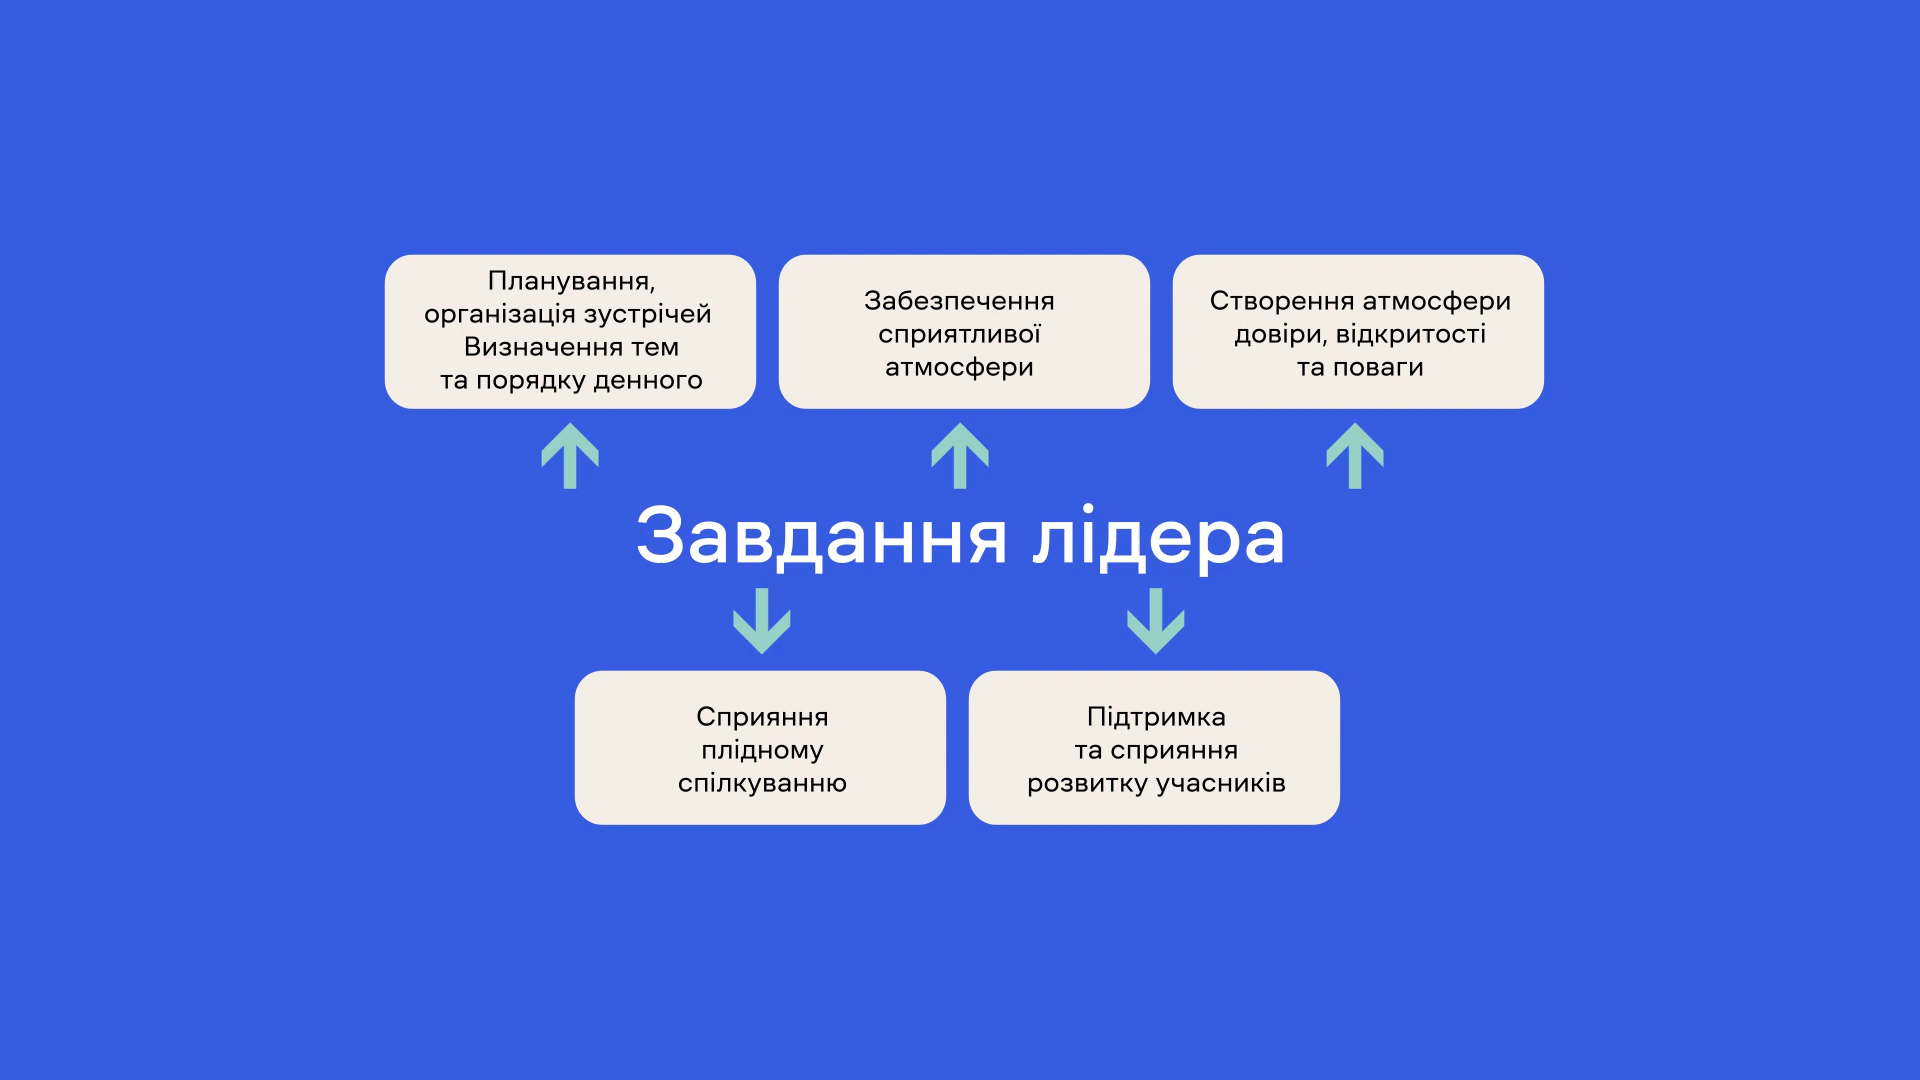 Планування,
організація зустрічей
Визначення тем
та порядку денного
Забезпечення
сприятливої
атмосфери
Створення атмосфери
довіри, відкритості
та поваги
Завдання лідера
Сприяння
плідному
спілкуванню
Підтримка
та сприяння
розвитку учасників